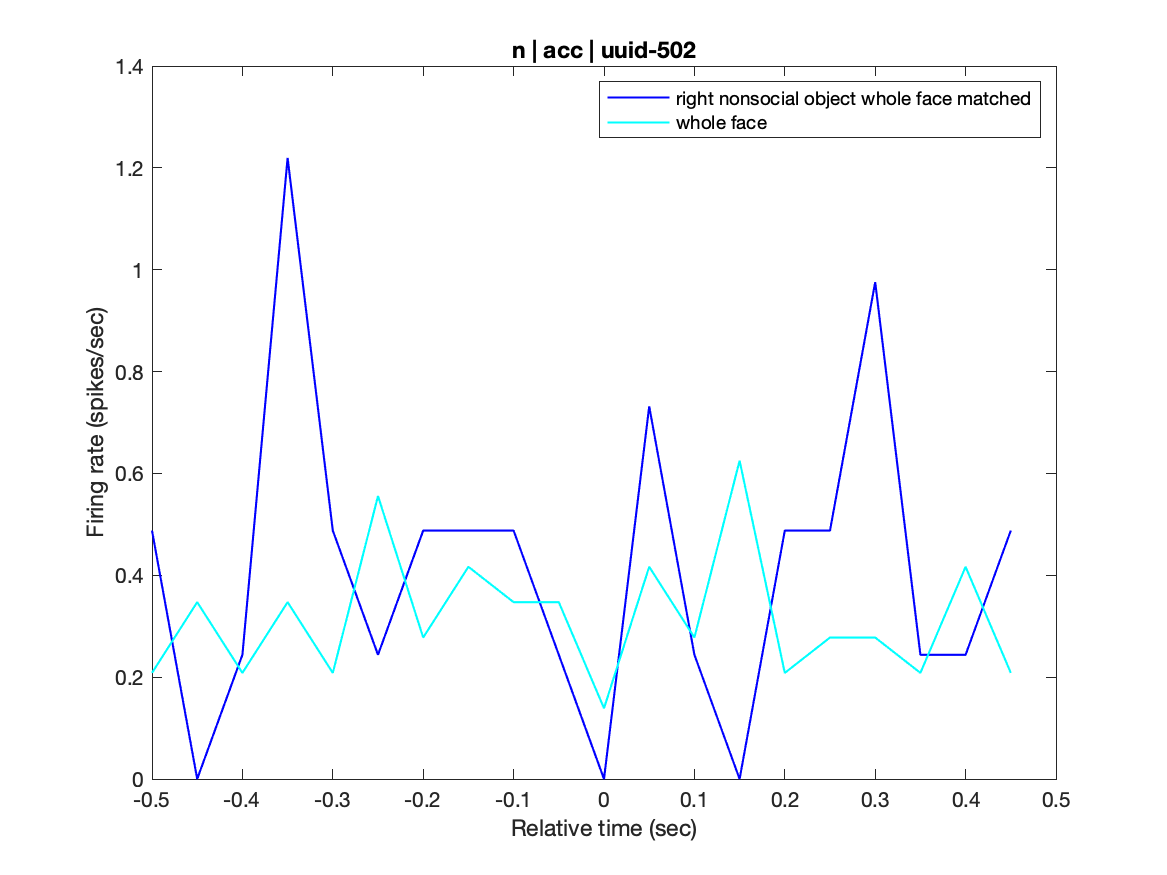 n | acc | uuid-502
right nonsocial object whole face matched
whole face
Firing rate (spikes/sec)
1.4
1.2
1
0.8
0.6
0.4
0.2
0
-0.5 -0.4 -0.3 -0.2 -0.1 0 0.1 0.2 0.3 0.4 0.5
Relative time (sec)